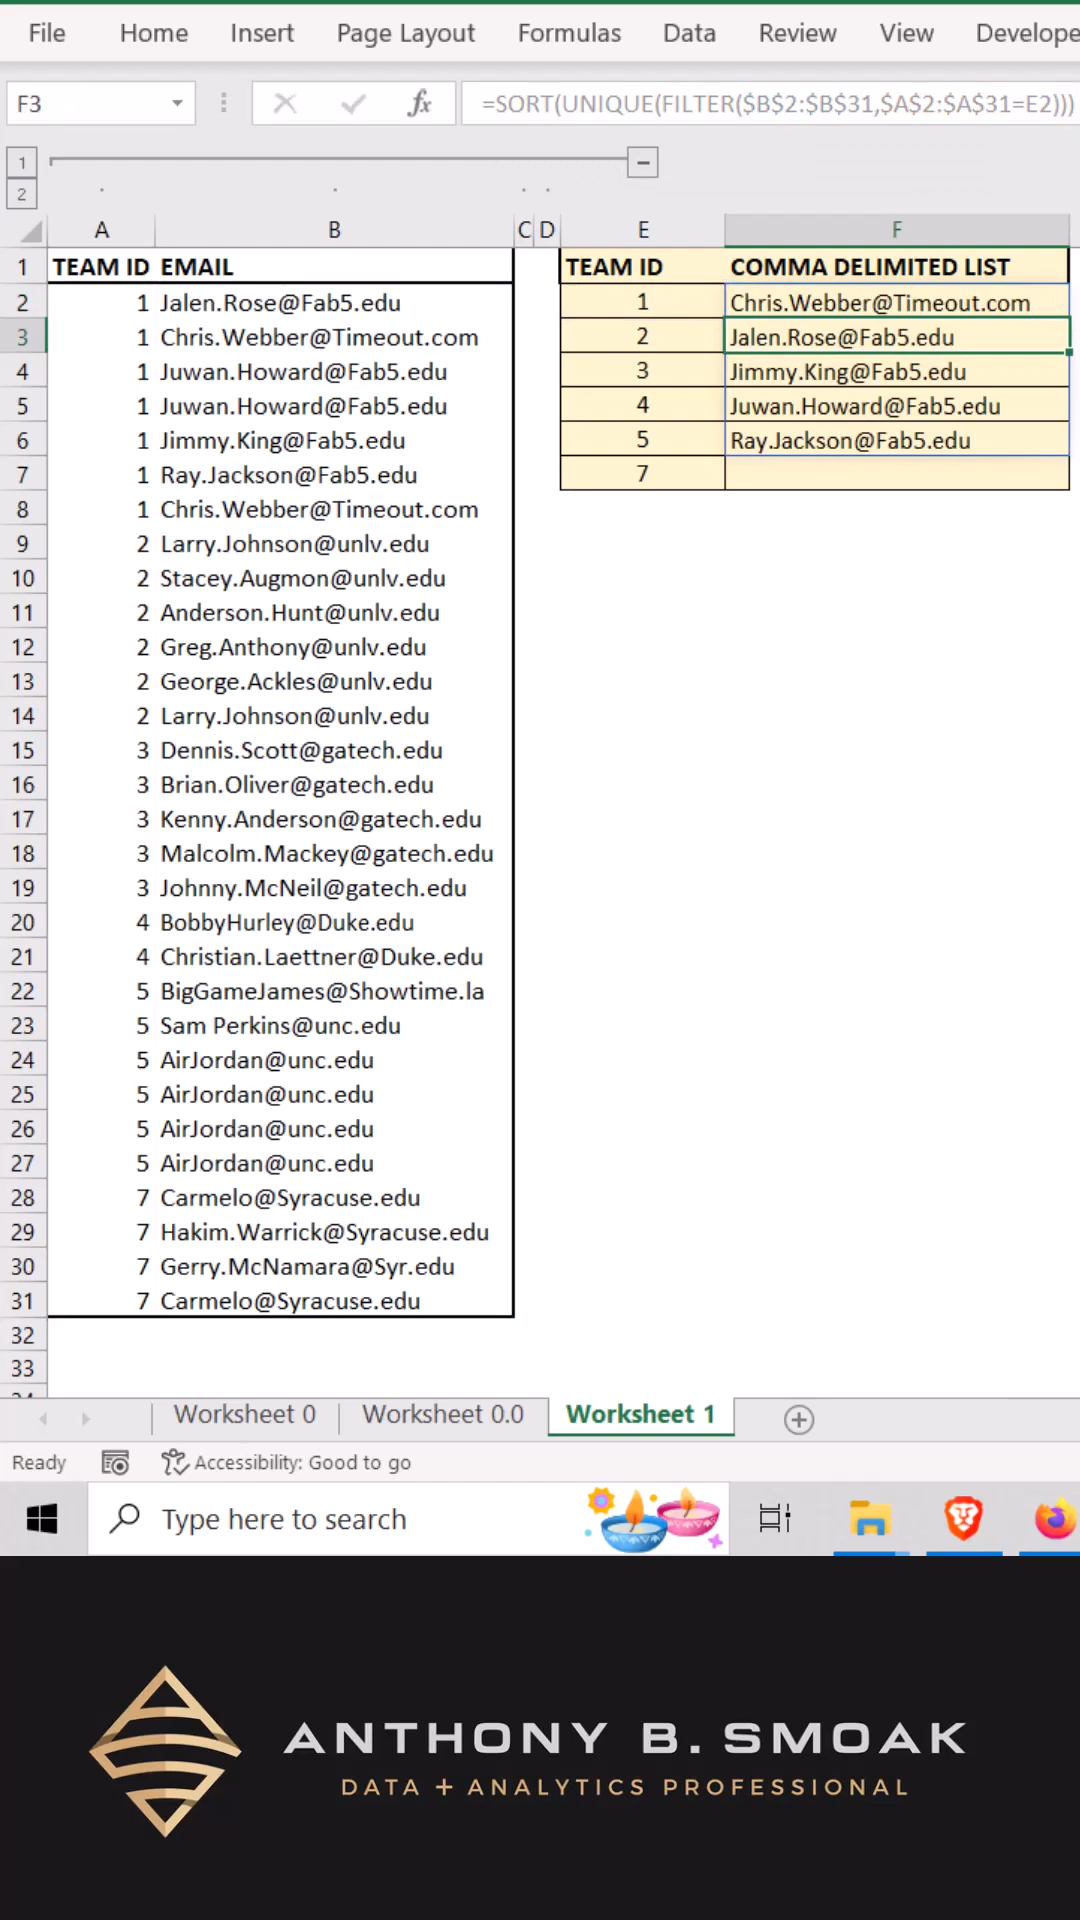 File Home Insert Page Layout Formulas Data Review View Develope
F3 fx =SORT(UNIQUE(FILTER($B$2:$B$31,$A$2:$A$31=E2)))
1
2
A B C D E F
1 TEAM ID EMAIL TEAM ID COMMA DELIMITED LIST
2 1 Jalen.Rose@Fab5.edu 1 Chris.Webber@Timeout.com
3 1 Chris.Webber@Timeout.com 2 Jalen.Rose@Fab5.edu
4 1 Juwan.Howard@Fab5.edu 3 Jimmy.King@Fab5.edu
5 1 Juwan.Howard@Fab5.edu 4 Juwan.Howard@Fab5.edu
6 1 Jimmy.King@Fab5.edu 5 Ray.Jackson@Fab5.edu
7 1 Ray.Jackson@Fab5.edu 7
8 1 Chris.Webber@Timeout.com
9 2 Larry.Johnson@unlv.edu
10 2 Stacey.Augmon@unlv.edu
11 2 Anderson.Hunt@unlv.edu
12 2 Greg.Anthony@unlv.edu
13 2 George.Ackles@unlv.edu
14 2 Larry.Johnson@unlv.edu
15 3 Dennis.Scott@gatech.edu
16 3 Brian.Oliver@gatech.edu
17 3 Kenny.Anderson@gatech.edu
18 3 Malcolm.Mackey@gatech.edu
19 3 Johnny.McNeil@gatech.edu
20 4 BobbyHurley@Duke.edu
21 4 Christian.Laettner@Duke.edu
22 5 BigGameJames@Showtime.la
23 5 Sam Perkins@unc.edu
24 5 AirJordan@unc.edu
25 5 AirJordan@unc.edu
26 5 AirJordan@unc.edu
27 5 AirJordan@unc.edu
28 7 Carmelo@Syracuse.edu
29 7 Hakim.Warrick@Syracuse.edu
30 7 Gerry.McNamara@Syr.edu
31 7 Carmelo@Syracuse.edu
32
33
Worksheet 0 Worksheet 0.0 Worksheet 1
Ready Accessibility: Good to go
Type here to search
ANTHONY B. SMOAK
DATA + ANALYTICS PROFESSIONAL